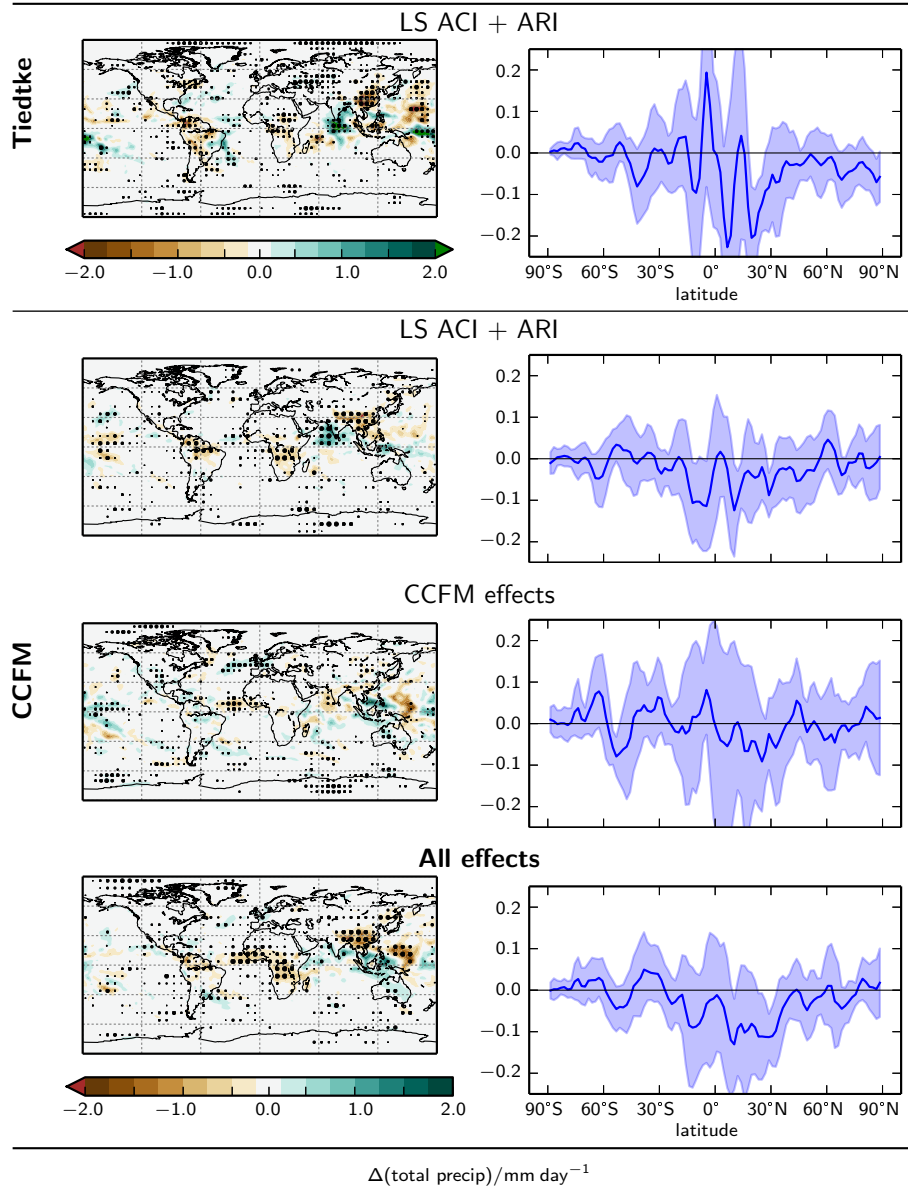 LS ACI + ARI
Tiedtke
0.2
0.1
0.0
−0.1
−0.2
−2.0 −1.0 0.0 1.0 2.0
90°S 60°S 30°S 0° 30°N 60°N 90°N
latitude
LS ACI + ARI
0.2
0.1
0.0
−0.1
−0.2
CCFM
CCFM effects
0.2
0.1
0.0
−0.1
−0.2
All effects
0.2
0.1
0.0
−0.1
−0.2
−2.0 −1.0 0.0 1.0 2.0
90°S 60°S 30°S 0° 30°N 60°N 90°N
latitude
Δ(total precip)/mm day⁻¹